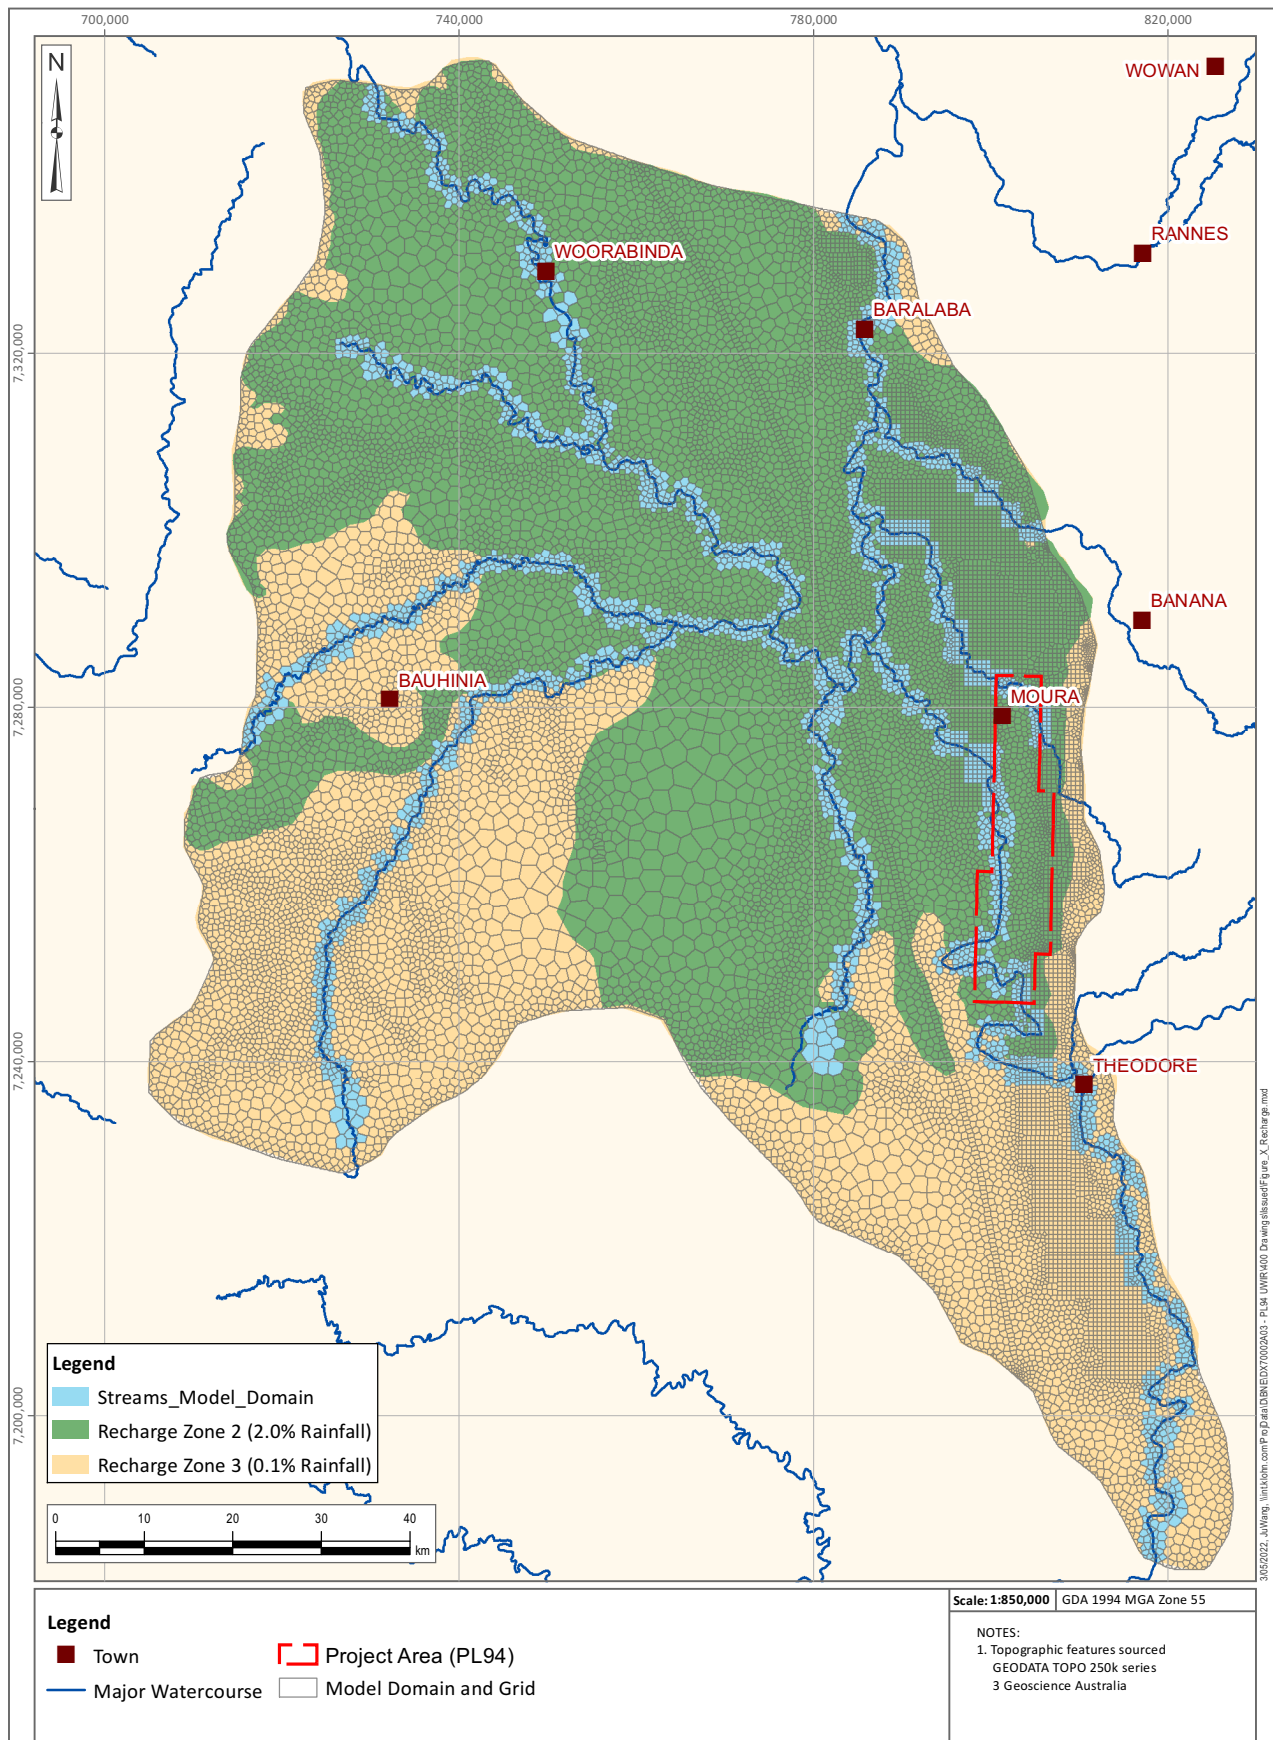 700,000
740,000
780,000
820,000
N
WOWAN
RANNES
WOORABINDA
BARALABA
7,320,000
BANANA
BAUHINIA
MOURA
7,280,000
THEODORE
7,240,000
7,200,000
Legend
Streams_Model_Domain
Recharge Zone 2 (2.0% Rainfall)
Recharge Zone 3 (0.1% Rainfall)
0 10 20 30 40
km
Legend
Town
Project Area (PL94)
Major Watercourse
Model Domain and Grid
Scale: 1:850,000
GDA 1994 MGA Zone 55
NOTES:
1. Topographic features sourced
GEODATA TOPO 250k series
3 Geoscience Australia